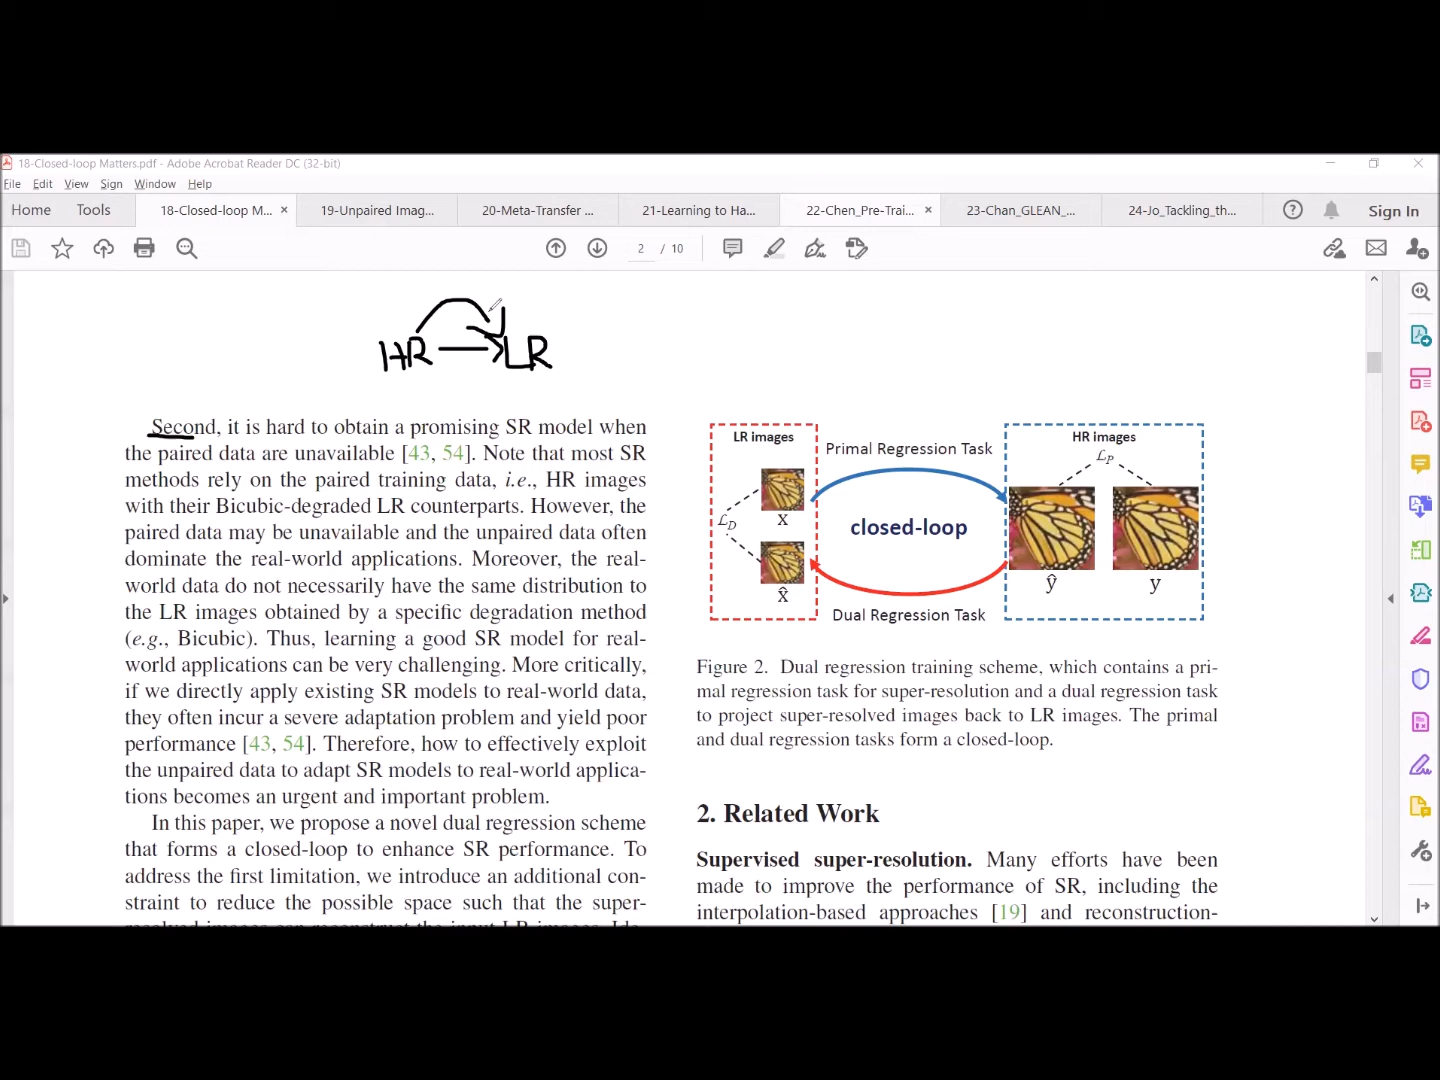 18-Closed-loop Matters.pdf - Adobe Acrobat Reader DC (32-bit)
File Edit View Sign Window Help
Home Tools 18-Closed-loop M... × 19-Unpaired Imag... 20-Meta-Transfer ... 21-Learning to Ha... 22-Chen_Pre-Trai... × 23-Chan_GLEAN_... 24-Jo_Tackling_th... Sign In
2 / 10
HR → LR
Second, it is hard to obtain a promising SR model when
the paired data are unavailable [43, 54]. Note that most SR
methods rely on the paired training data, i.e., HR images
with their Bicubic-degraded LR counterparts. However, the
paired data may be unavailable and the unpaired data often
dominate the real-world applications. Moreover, the real-
world data do not necessarily have the same distribution to
the LR images obtained by a specific degradation method
(e.g., Bicubic). Thus, learning a good SR model for real-
world applications can be very challenging. More critically,
if we directly apply existing SR models to real-world data,
they often incur a severe adaptation problem and yield poor
performance [43, 54]. Therefore, how to effectively exploit
the unpaired data to adapt SR models to real-world applica-
tions becomes an urgent and important problem.
In this paper, we propose a novel dual regression scheme
that forms a closed-loop to enhance SR performance. To
address the first limitation, we introduce an additional con-
straint to reduce the possible space such that the super-
LR images
Primal Regression Task
HR images
ℒP
ℒD
x
closed-loop
x̂
ŷ
y
Dual Regression Task
Figure 2. Dual regression training scheme, which contains a pri-
mal regression task for super-resolution and a dual regression task
to project super-resolved images back to LR images. The primal
and dual regression tasks form a closed-loop.
2. Related Work
Supervised super-resolution. Many efforts have been
made to improve the performance of SR, including the
interpolation-based approaches [19] and reconstruction-